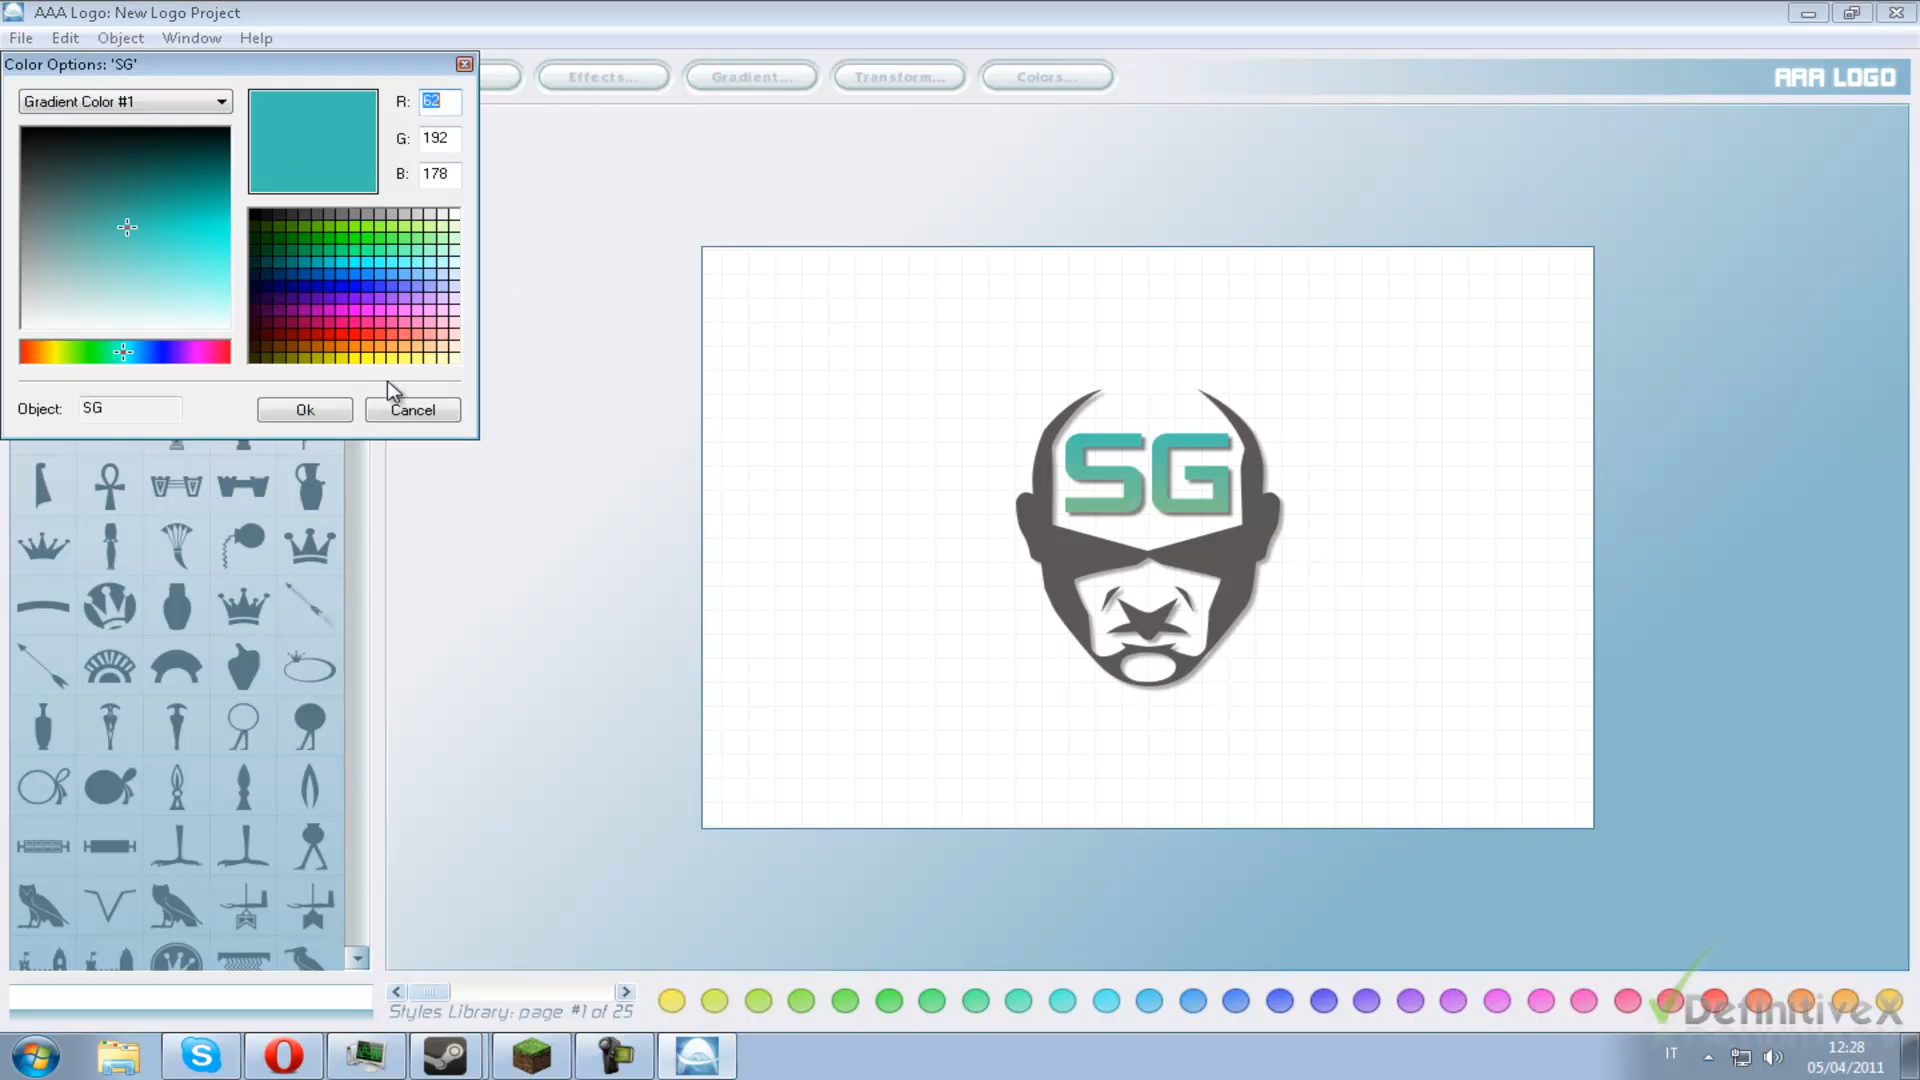 AAA Logo: New Logo Project
File Edit Object Window Help
Color Options: 'SG'
Effects... Gradient... Transform... Colors...
AAA LOGO
Gradient Color #1
R: 62
G: 192
B: 178
Object: SG
Ok Cancel
SG
Styles Library: page #1 of 25
DefinitiveX
IT
12:28
05/04/2011